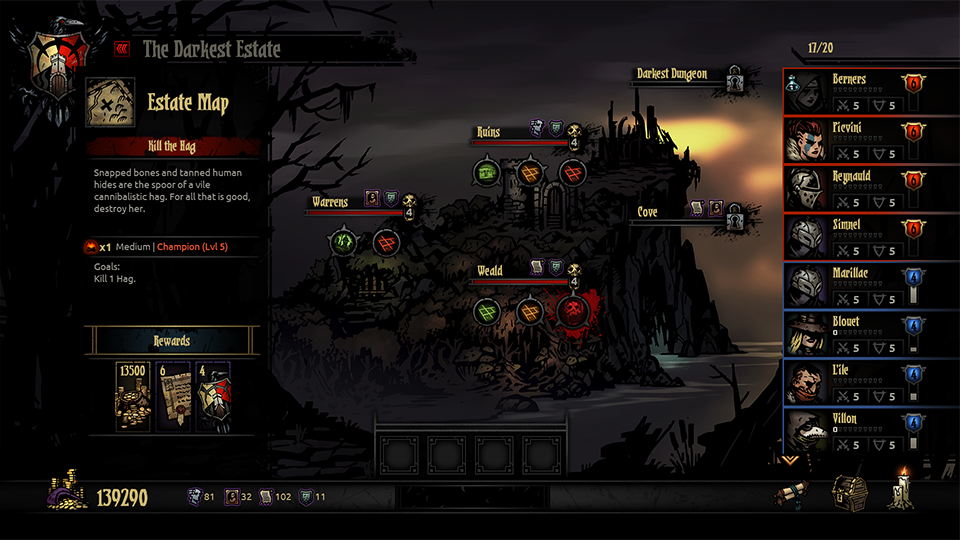 The Darkest Estate
17/20
Estate Map
Kill the Hag
Snapped bones and tanned human
hides are the spoor of a vile
cannibalistic hag. For all that is good,
destroy her.
x1 Medium | Champion (Lvl 5)
Goals:
Kill 1 Hag.
Rewards
13500
6
4
Darkest Dungeon
Ruins
4
Warrens
4
Cove
Weald
4
Berners
5 5
Picvini
5 5
Reynauld
5 5
Simnel
5 5
Marillac
5 5
Blouet
5 5
L'ile
5 5
Villon
5 5
139290
81
32
102
11